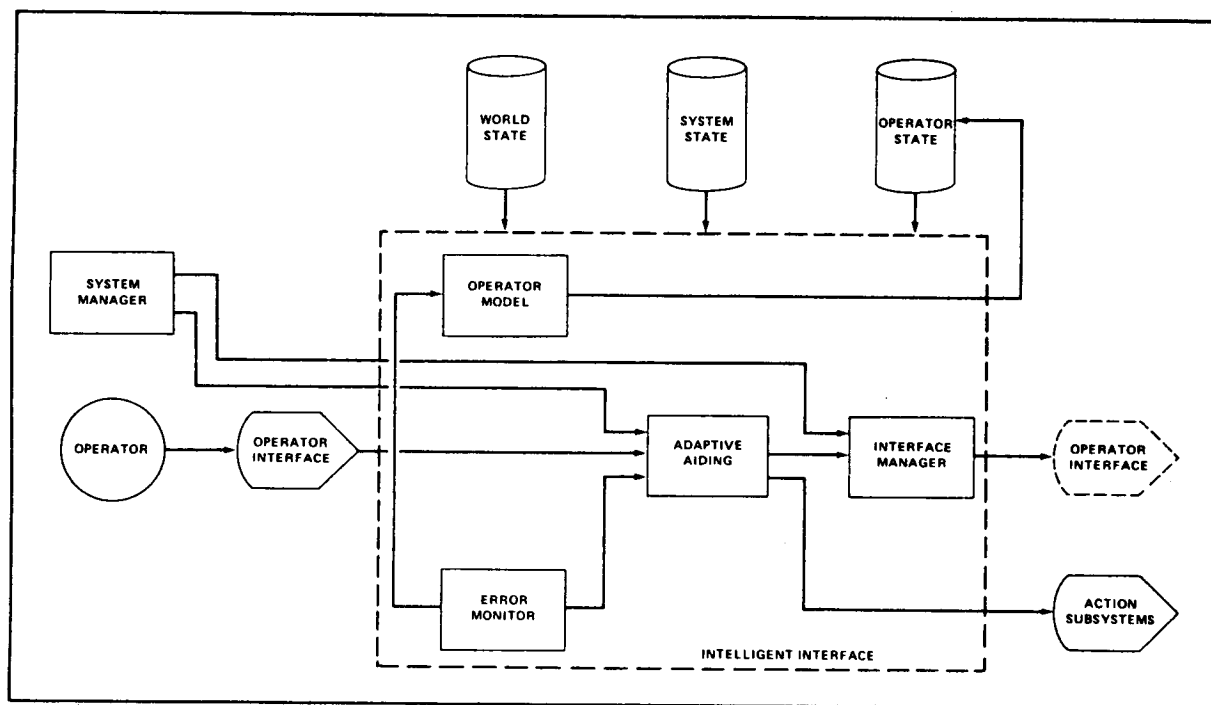 WORLD
STATE
SYSTEM
STATE
OPERATOR
STATE
SYSTEM
MANAGER
OPERATOR
MODEL
OPERATOR
OPERATOR
INTERFACE
ADAPTIVE
AIDING
INTERFACE
MANAGER
OPERATOR
INTERFACE
ERROR
MONITOR
ACTION
SUBSYSTEMS
INTELLIGENT INTERFACE